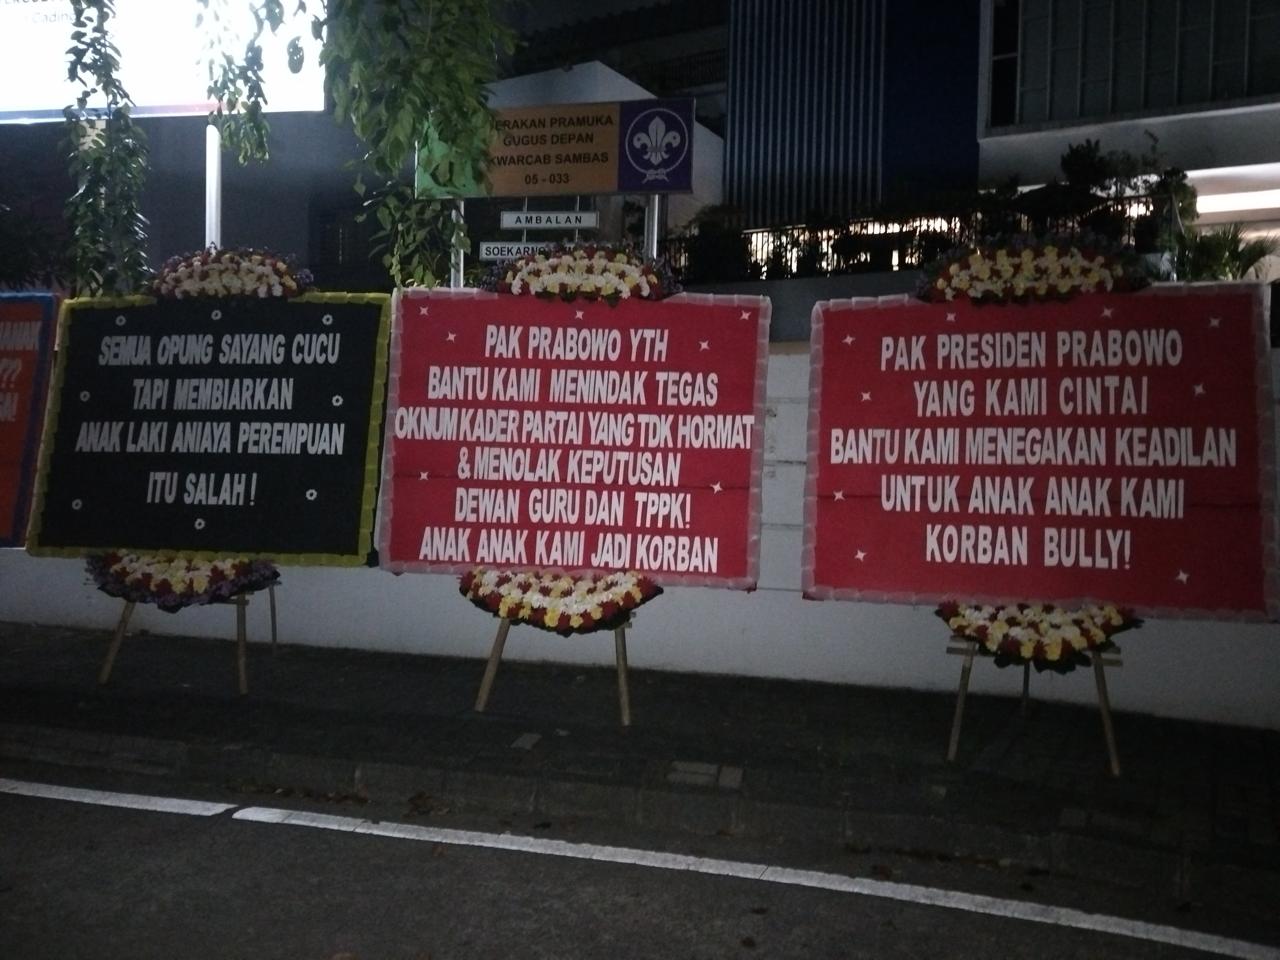 Cading
GERAKAN PRAMUKA
GUGUS DEPAN
KWARCAB SAMBAS
05 - 033
AMBALAN
SEMUA OPUNG SAYANG CUCU
TAPI MEMBIARKAN
ANAK LAKI ANIAYA PEREMPUAN
ITU SALAH!
PAK PRABOWO YTH
BANTU KAMI MENINDAK TEGAS
OKNUM KADER PARTAI YANG TDK HORMAT
& MENOLAK KEPUTUSAN
DEWAN GURU DAN TPPK!
ANAK ANAK KAMI JADI KORBAN
PAK PRESIDEN PRABOWO
YANG KAMI CINTAI
BANTU KAMI MENEGAKAN KEADILAN
UNTUK ANAK ANAK KAMI
KORBAN BULLY!